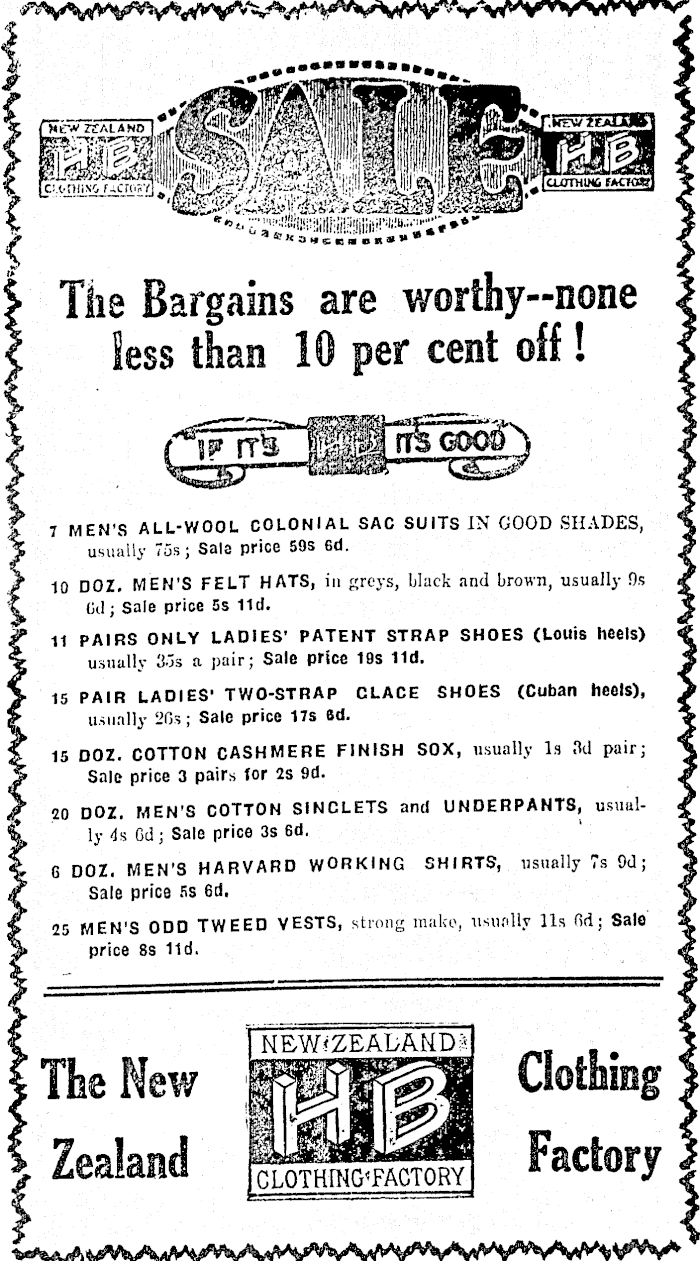 NEW ZEALAND
HB
CLOTHING FACTORY
SALE
NEW ZEALAND
HB
CLOTHING FACTORY
The Bargains are worthy--none
less than 10 per cent off!
IF IT'S HB IT'S GOOD
7 MEN'S ALL-WOOL COLONIAL SAC SUITS IN GOOD SHADES,
usually 75s; Sale price 59s 6d.
10 DOZ. MEN'S FELT HATS, in greys, black and brown, usually 9s
6d; Sale price 5s 11d.
11 PAIRS ONLY LADIES' PATENT STRAP SHOES (Louis heels)
usually 35s a pair; Sale price 19s 11d.
15 PAIR LADIES' TWO-STRAP GLACE SHOES (Cuban heels),
usually 26s; Sale price 17s 6d.
15 DOZ. COTTON CASHMERE FINISH SOX, usually 1s 3d pair;
Sale price 3 pairs for 2s 9d.
20 DOZ. MEN'S COTTON SINGLETS and UNDERPANTS, usual-
ly 4s 6d; Sale price 3s 6d.
6 DOZ. MEN'S HARVARD WORKING SHIRTS, usually 7s 9d;
Sale price 5s 6d.
25 MEN'S ODD TWEED VESTS, strong make, usually 11s 6d; Sale
price 8s 11d.
The New
Zealand
NEW ZEALAND
HB
CLOTHING FACTORY
Clothing
Factory